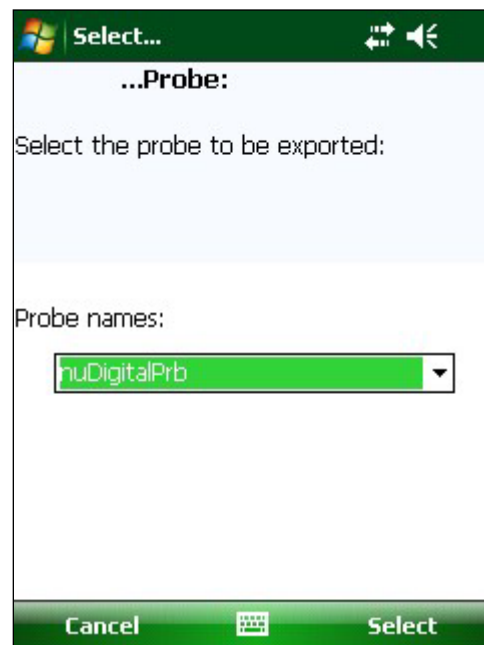 Select...
...Probe:
Select the probe to be exported:
Probe names:
nuDigitalPrb
Cancel Select